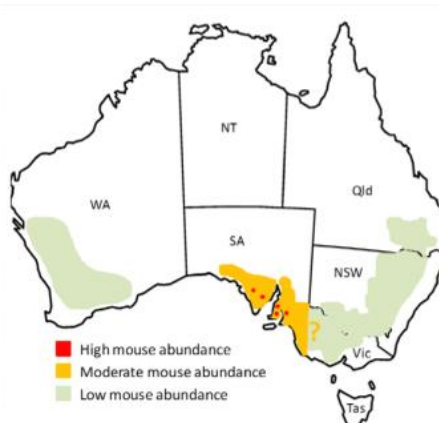 NT
WA
Qld
SA
NSW
?
Vic
High mouse abundance
Moderate mouse abundance
Low mouse abundance
Tas